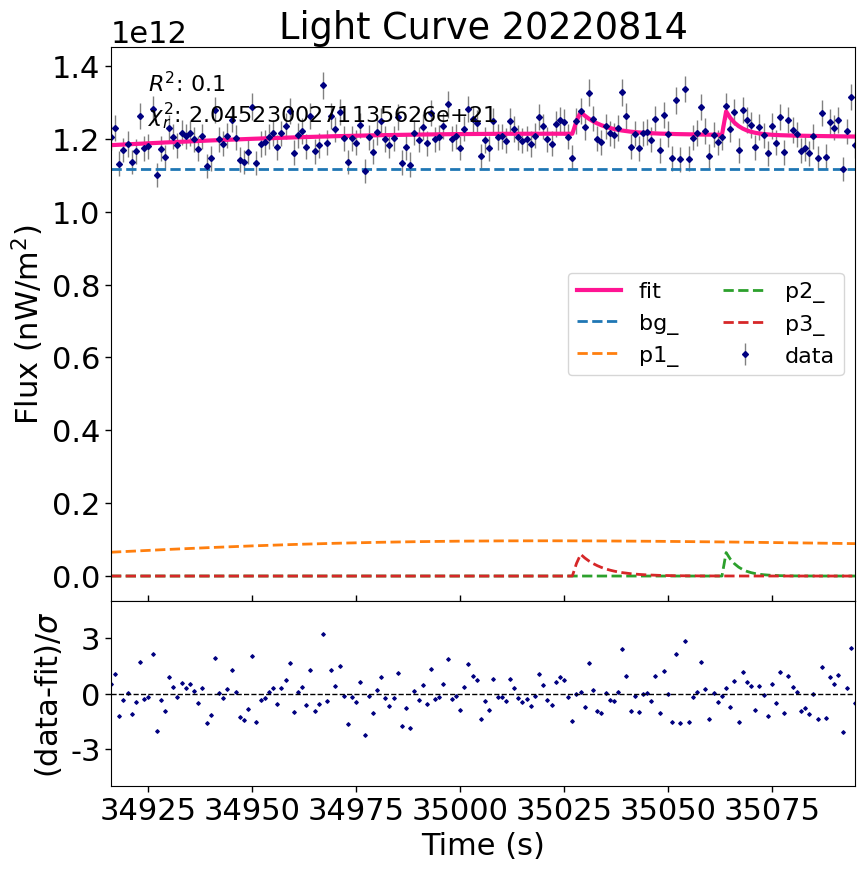 Light Curve 20220814
1e12
R²: 0.1
χ²ᵣ: 2.045230027111356​26e+21
1.4
1.2
1.0
0.8
0.6
0.4
0.2
0.0
Flux (nW/m²)
fit
bg_
p1_
p2_
p3_
data
3
0
-3
(data-fit)/σ
34925 34950 34975 35000 35025 35050 35075
Time (s)